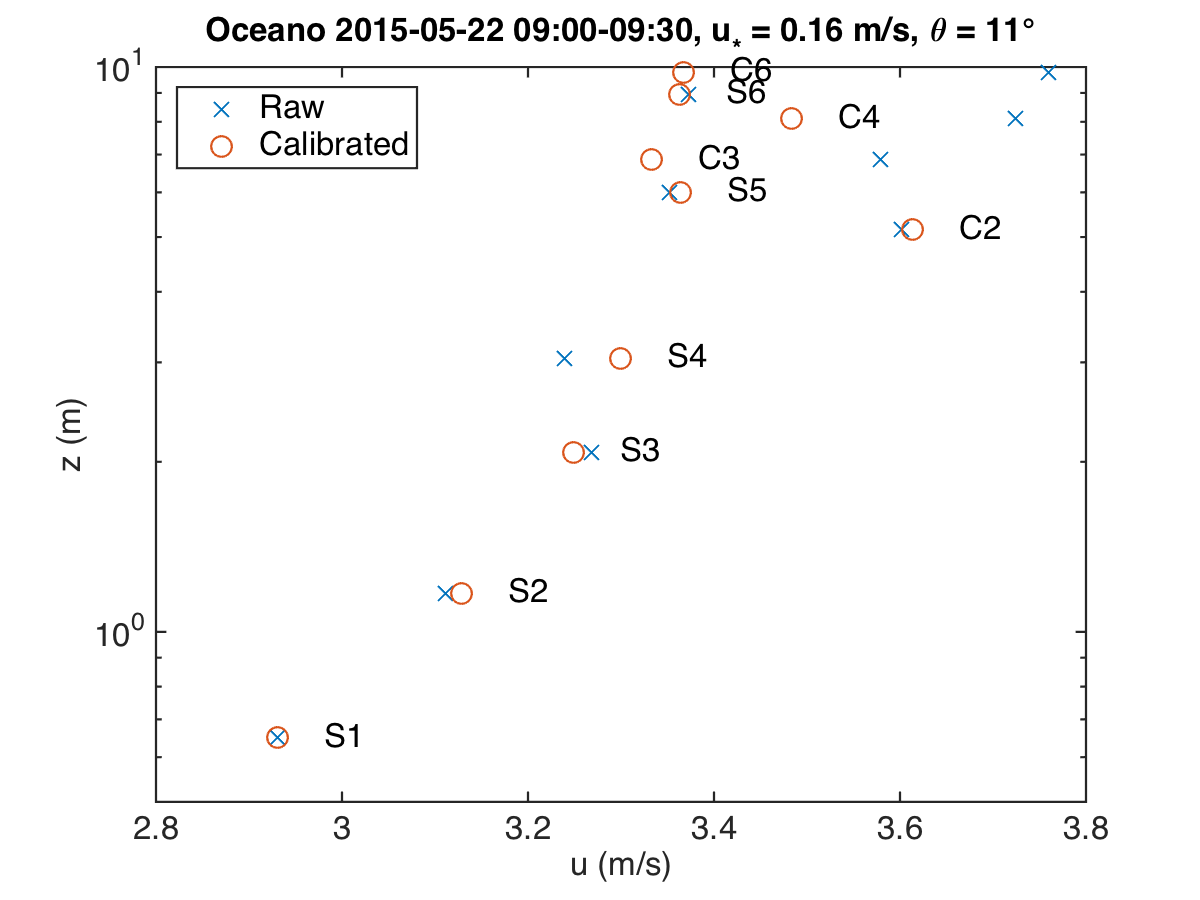 Oceano 2015-05-22 09:00-09:30, u* = 0.16 m/s, θ = 11°
10¹
Raw
Calibrated
C6
S6
C4
C3
S5
C2
S4
S3
S2
10⁰
S1
z (m)
2.8 3 3.2 3.4 3.6 3.8
u (m/s)